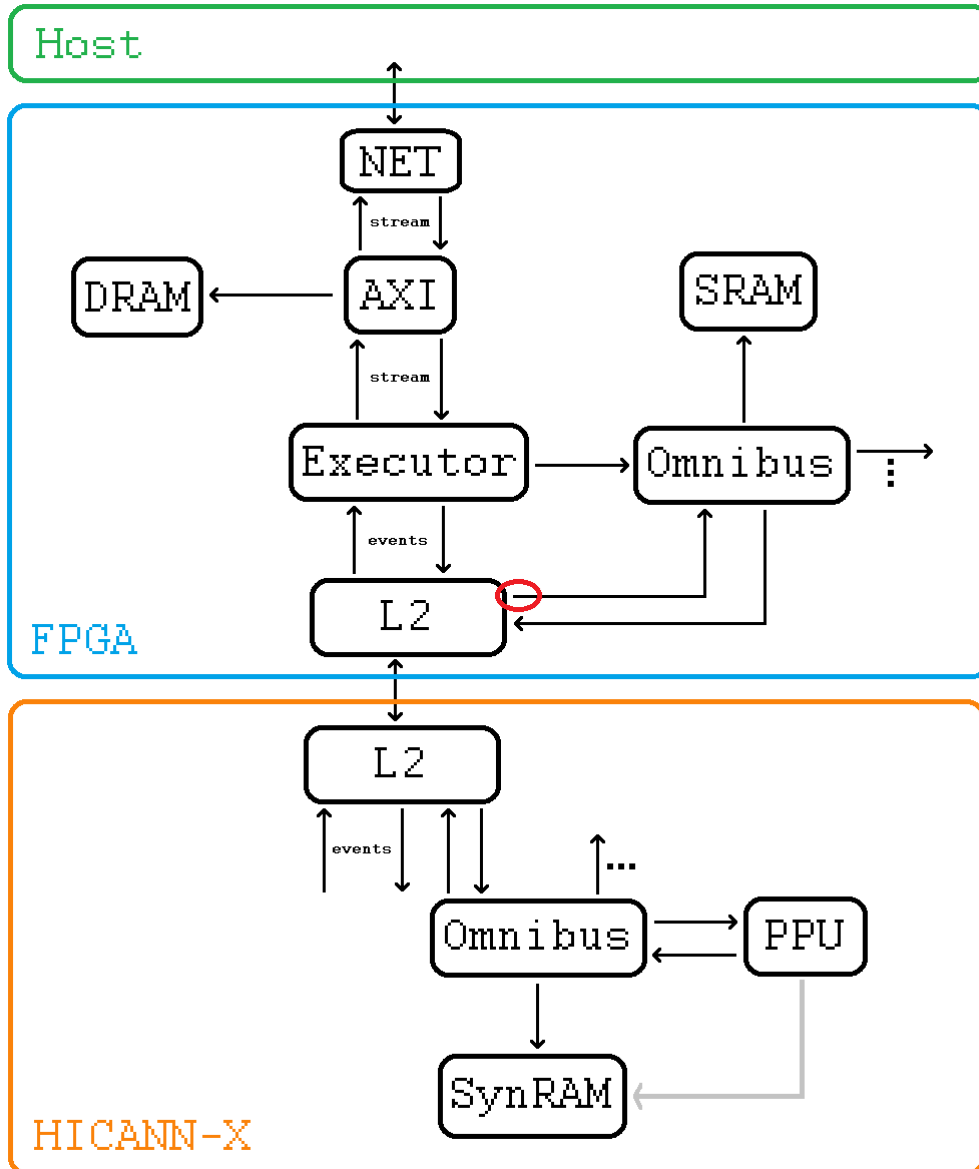 Host
NET
stream
DRAM
AXI
SRAM
stream
Executor
Omnibus
...
events
L2
FPGA
L2
events
...
Omnibus
PPU
SynRAM
HICANN-X